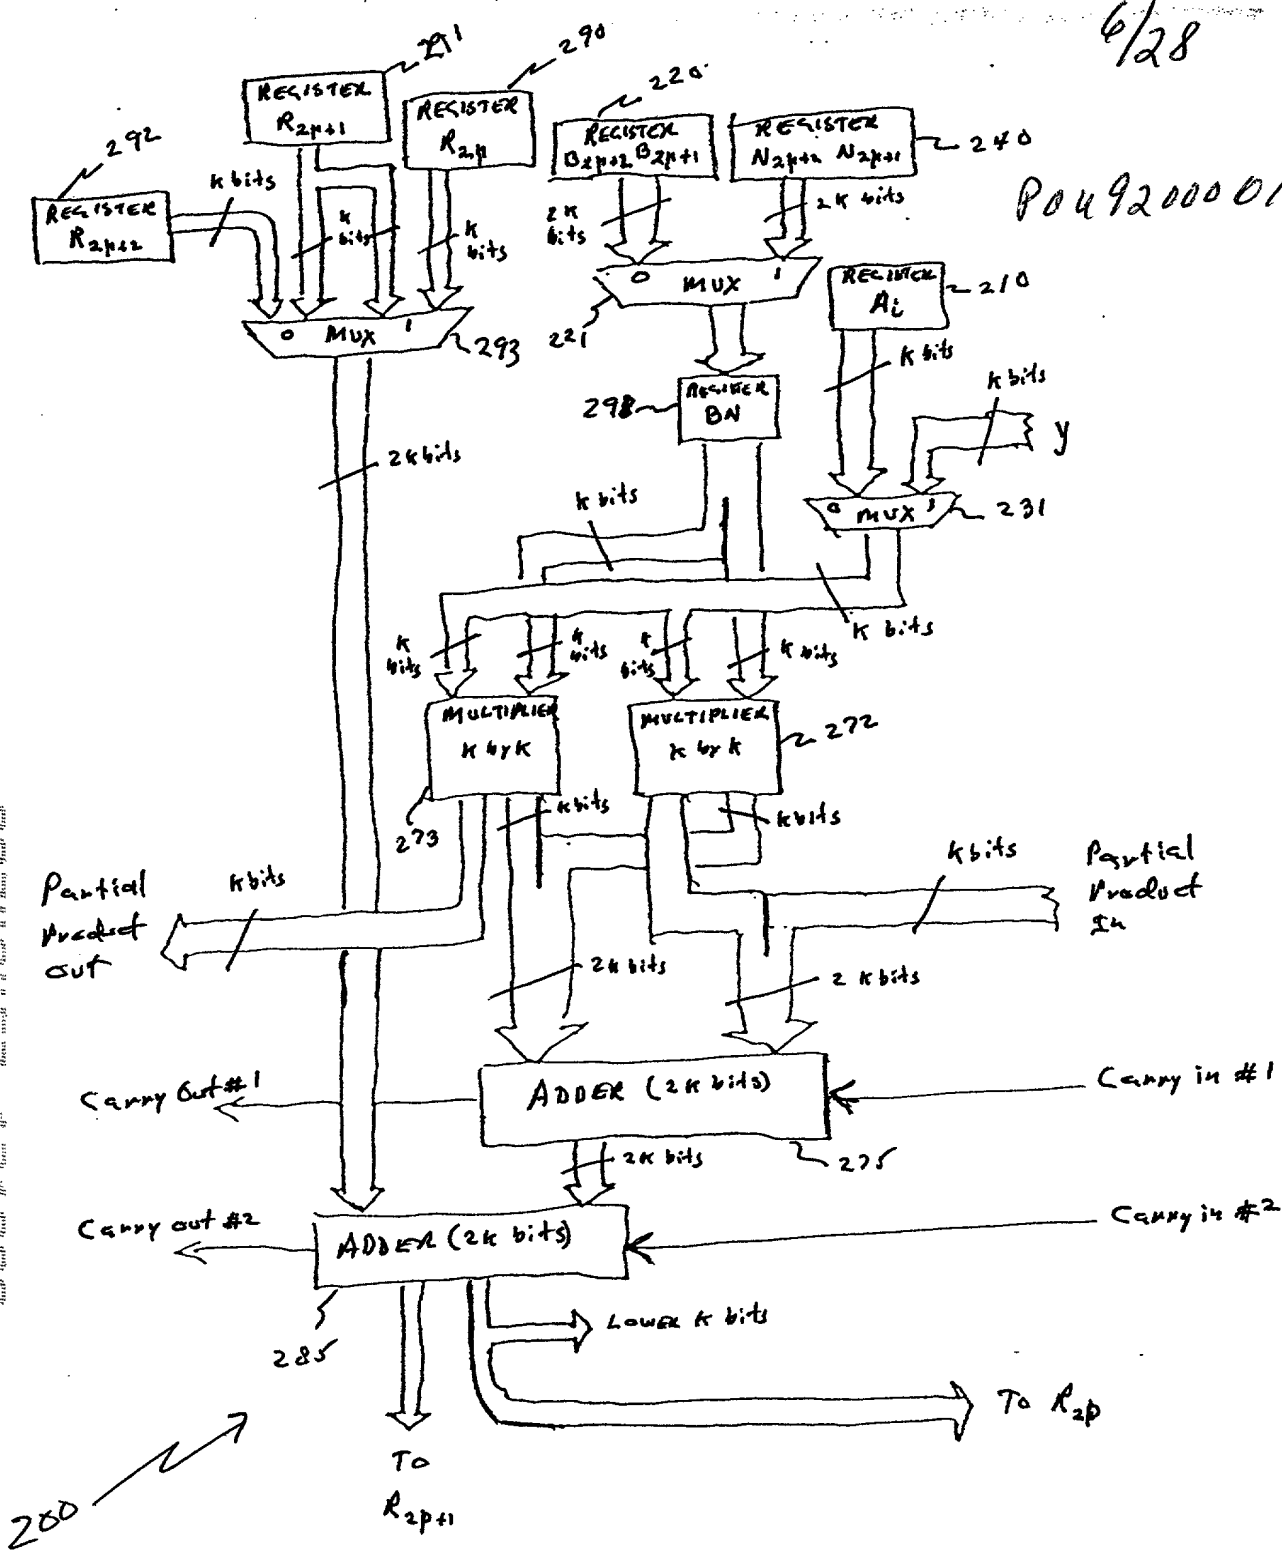 6/28
P0492000 01
291
290
220
240
292
REGISTER
R2p+1
REGISTER
R2p
REGISTER
B2p+2 B2p+1
REGISTER
N2p+2 N2p+1
REGISTER
R2p+2
K bits
K bits
K bits
2K bits
2K bits
0 MUX 1
293
0 MUX 1
221
REGISTER
Ai
210
K bits
K bits
y
298
REGISTER
BN
2K bits
K bits
0 MUX 1
231
K bits
K bits
K bits
K bits
K bits
MULTIPLIER
K by K
273
MULTIPLIER
K by K
272
K bits
K bits
Partial
Product
out
K bits
K bits
Partial
Product
In
2K bits
2K bits
Carry Out #1
ADDER (2K bits)
Carry in #1
2K bits
275
Carry out #2
ADDER (2K bits)
Carry in #2
285
LOWER K bits
To R2p
To
R2p+1
200